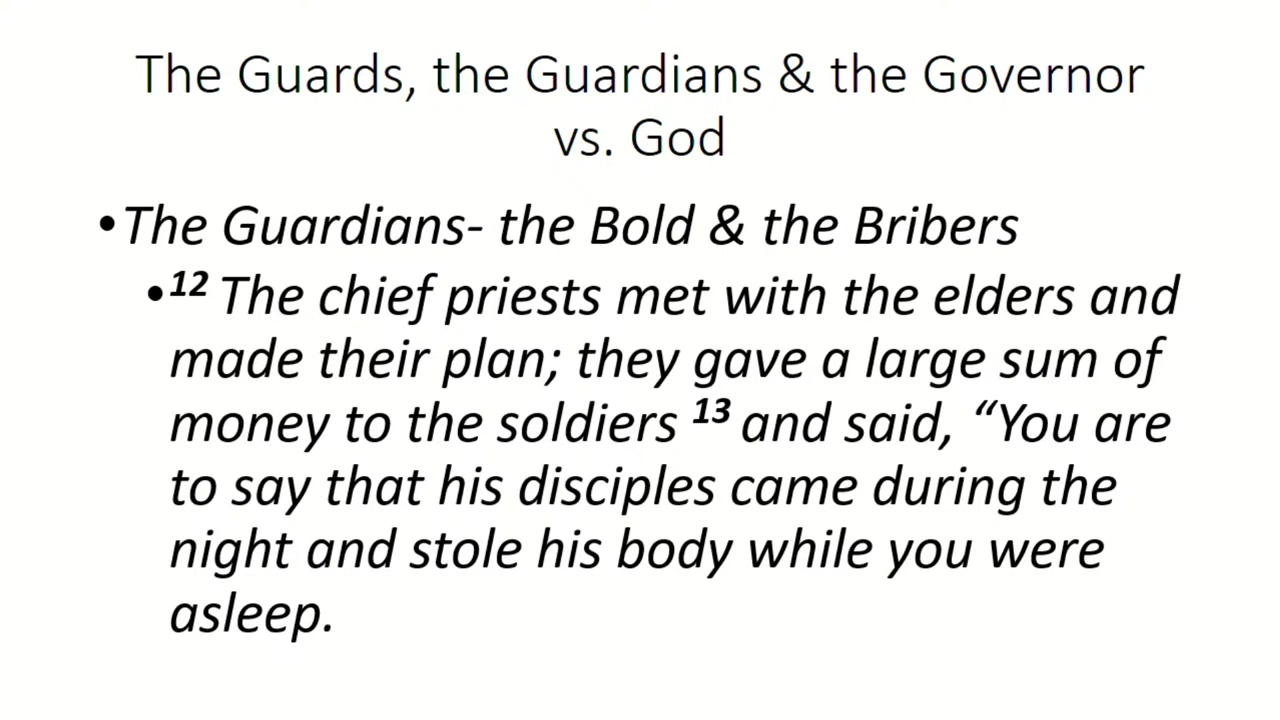 The Guards, the Guardians & the Governor
vs. God
•The Guardians- the Bold & the Bribers
•12 The chief priests met with the elders and
made their plan; they gave a large sum of
money to the soldiers 13 and said, “You are
to say that his disciples came during the
night and stole his body while you were
asleep.